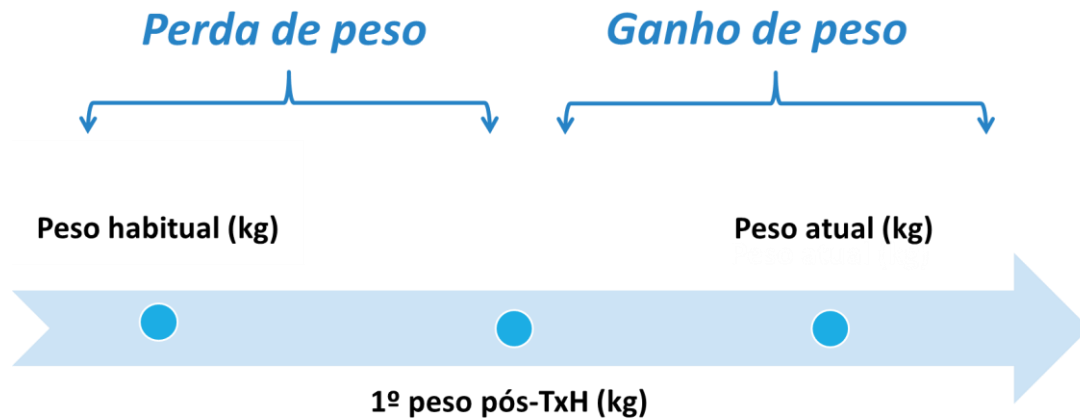 Perda de peso
Ganho de peso
Peso habitual (kg)
Peso atual (kg)
1º peso pós-TxH (kg)